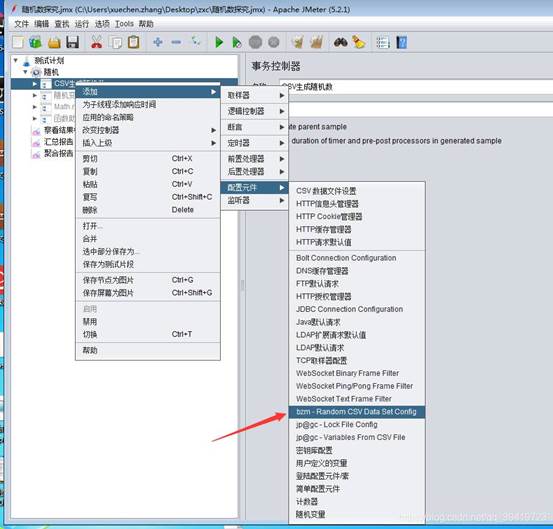 随机数探究.jmx (C:\Users\xuechen.zhang\Desktop\zxc\随机数探究.jmx) - Apache JMeter (5.2.1)
文件 编辑 查找 运行 选项 Tools 帮助
测试计划
随机
CSV生成随机数
随机变
Math r
函数助
察看结果
汇总报告
聚合报告
事务控制器
CSV生成随机数
te parent sample
duration of timer and pre-post processors in generated sample
添加
为子线程添加响应时间
应用的命名策略
改变控制器
插入上级
剪切 Ctrl+X
复制 Ctrl+C
粘贴 Ctrl+V
复写 Ctrl+Shift+C
删除 Delete
打开...
合并
选中部分保存为...
保存为测试片段
保存节点为图片 Ctrl+G
保存屏幕为图片 Ctrl+Shift+G
启用
禁用
切换 Ctrl+T
帮助
取样器
逻辑控制器
断言
定时器
前置处理器
后置处理器
配置元件
监听器
CSV 数据文件设置
HTTP信息头管理器
HTTP Cookie管理器
HTTP缓存管理器
HTTP请求默认值
Bolt Connection Configuration
DNS缓存管理器
FTP默认请求
HTTP授权管理器
JDBC Connection Configuration
Java默认请求
LDAP扩展请求默认值
LDAP默认请求
TCP取样器配置
WebSocket Binary Frame Filter
WebSocket Ping/Pong Frame Filter
WebSocket Text Frame Filter
bzm - Random CSV Data Set Config
jp@gc - Lock File Config
jp@gc - Variables From CSV File
密钥库配置
用户定义的变量
登陆配置元件/素
简单配置元件
计数器
随机变量